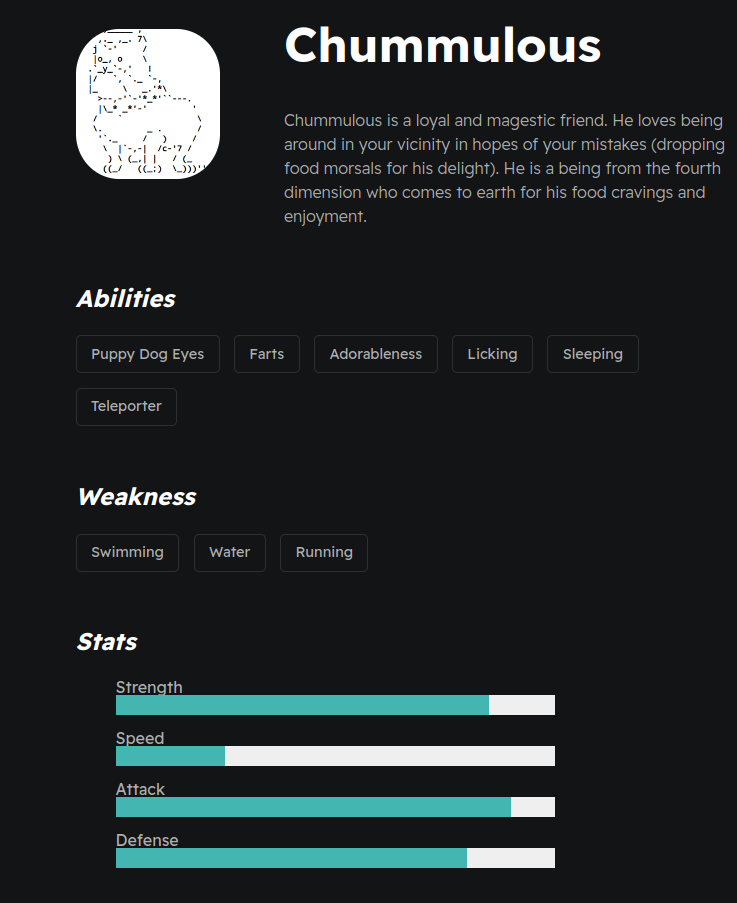 Chummulous
Chummulous is a loyal and magestic friend. He loves being
around in your vicinity in hopes of your mistakes (dropping
food morsals for his delight). He is a being from the fourth
dimension who comes to earth for his food cravings and
enjoyment.
Abilities
Puppy Dog Eyes Farts Adorableness Licking Sleeping
Teleporter
Weakness
Swimming Water Running
Stats
Strength
Speed
Attack
Defense